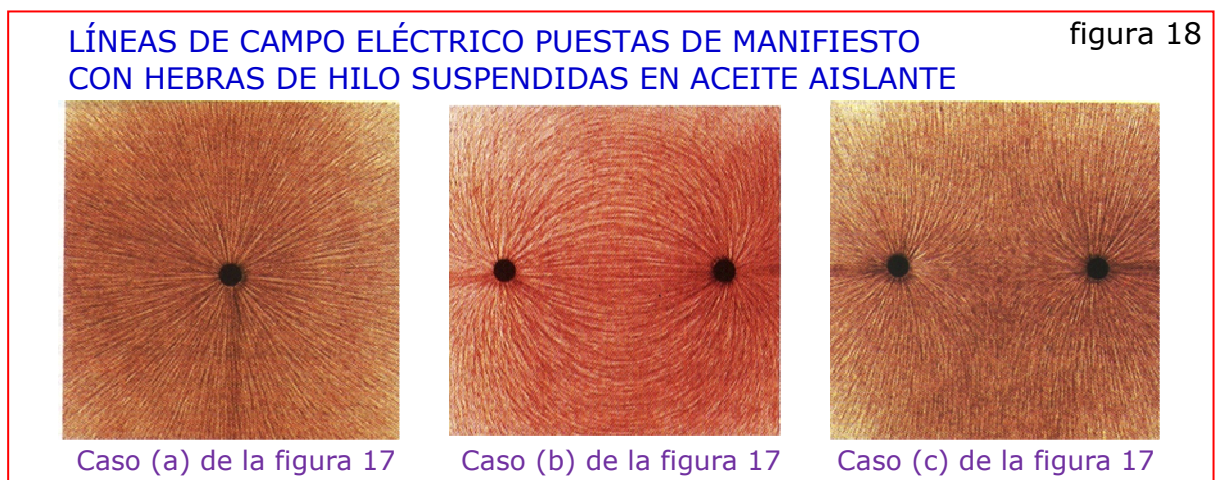 LÍNEAS DE CAMPO ELÉCTRICO PUESTAS DE MANIFIESTO
CON HEBRAS DE HILO SUSPENDIDAS EN ACEITE AISLANTE
figura 18
Caso (a) de la figura 17
Caso (b) de la figura 17
Caso (c) de la figura 17